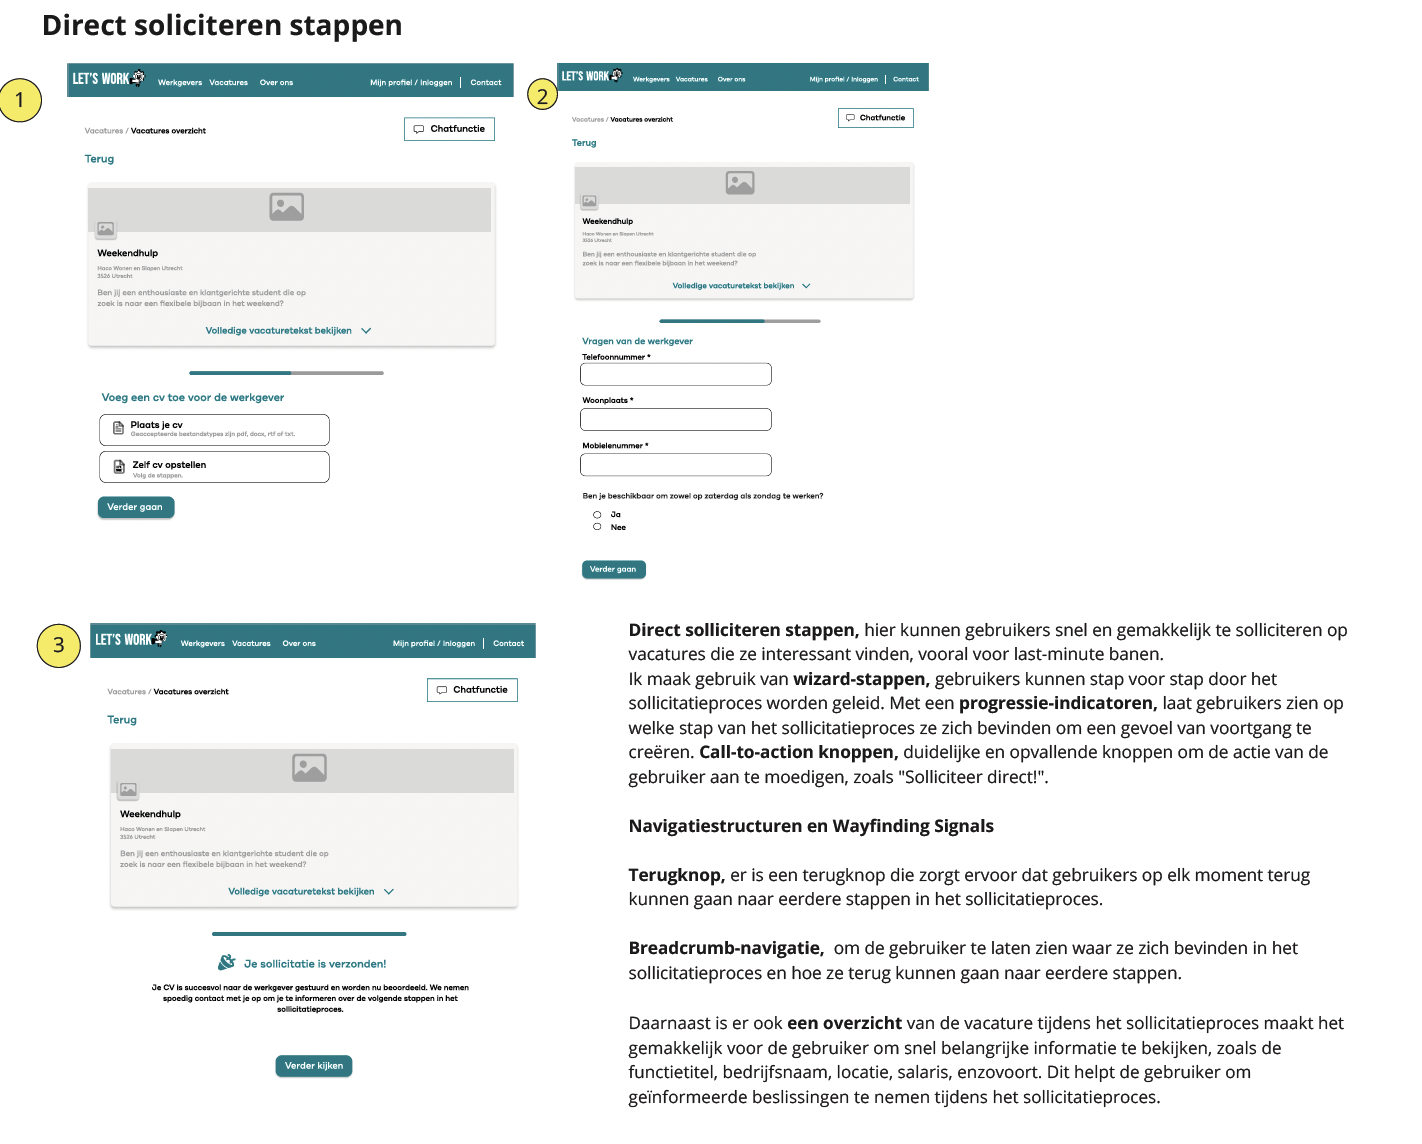 Direct soliciteren stappen
1
LET'S WORK
Werkgevers Vacatures Over ons
Mijn profiel / Inloggen | Contact
Vacatures / Vacatures overzicht
Chatfunctie
Terug
Weekendhulp
Haco Wonen en Slapen Utrecht
3526 Utrecht
Ben jij een enthousiaste en klantgerichte student die op
zoek is naar een flexibele bijbaan in het weekend?
Volledige vacaturetekst bekijken
Voeg een cv toe voor de werkgever
Plaats je cv
Geaccepteerde bestandstypes zijn pdf, docx, rtf of txt.
Zelf cv opstellen
Volg de stappen.
Verder gaan
2
LET'S WORK
Werkgevers Vacatures Over ons
Mijn profiel / Inloggen | Contact
Vacatures / Vacatures overzicht
Chatfunctie
Terug
Weekendhulp
Haco Wonen en Slapen Utrecht
3526 Utrecht
Ben jij een enthousiaste en klantgerichte student die op
zoek is naar een flexibele bijbaan in het weekend?
Volledige vacaturetekst bekijken
Vragen van de werkgever
Telefoonnummer *
Woonplaats *
Mobielenummer *
Ben je beschikbaar om zowel op zaterdag als zondag te werken?
Ja
Nee
Verder gaan
3
LET'S WORK
Werkgevers Vacatures Over ons
Mijn profiel / Inloggen | Contact
Vacatures / Vacatures overzicht
Chatfunctie
Terug
Weekendhulp
Haco Wonen en Slapen Utrecht
3526 Utrecht
Ben jij een enthousiaste en klantgerichte student die op
zoek is naar een flexibele bijbaan in het weekend?
Volledige vacaturetekst bekijken
Je sollicitatie is verzonden!
Je CV is succesvol naar de werkgever gestuurd en worden nu beoordeeld. We nemen
spoedig contact met je op om je te informeren over de volgende stappen in het
sollicitatieproces.
Verder kijken
Direct solliciteren stappen, hier kunnen gebruikers snel en gemakkelijk te solliciteren op
vacatures die ze interessant vinden, vooral voor last-minute banen.
Ik maak gebruik van wizard-stappen, gebruikers kunnen stap voor stap door het
sollicitatieproces worden geleid. Met een progressie-indicatoren, laat gebruikers zien op
welke stap van het sollicitatieproces ze zich bevinden om een gevoel van voortgang te
creëren. Call-to-action knoppen, duidelijke en opvallende knoppen om de actie van de
gebruiker aan te moedigen, zoals "Solliciteer direct!".
Navigatiestructuren en Wayfinding Signals
Terugknop, er is een terugknop die zorgt ervoor dat gebruikers op elk moment terug
kunnen gaan naar eerdere stappen in het sollicitatieproces.
Breadcrumb-navigatie, om de gebruiker te laten zien waar ze zich bevinden in het
sollicitatieproces en hoe ze terug kunnen gaan naar eerdere stappen.
Daarnaast is er ook een overzicht van de vacature tijdens het sollicitatieproces maakt het
gemakkelijk voor de gebruiker om snel belangrijke informatie te bekijken, zoals de
functietitel, bedrijfsnaam, locatie, salaris, enzovoort. Dit helpt de gebruiker om
geïnformeerde beslissingen te nemen tijdens het sollicitatieproces.